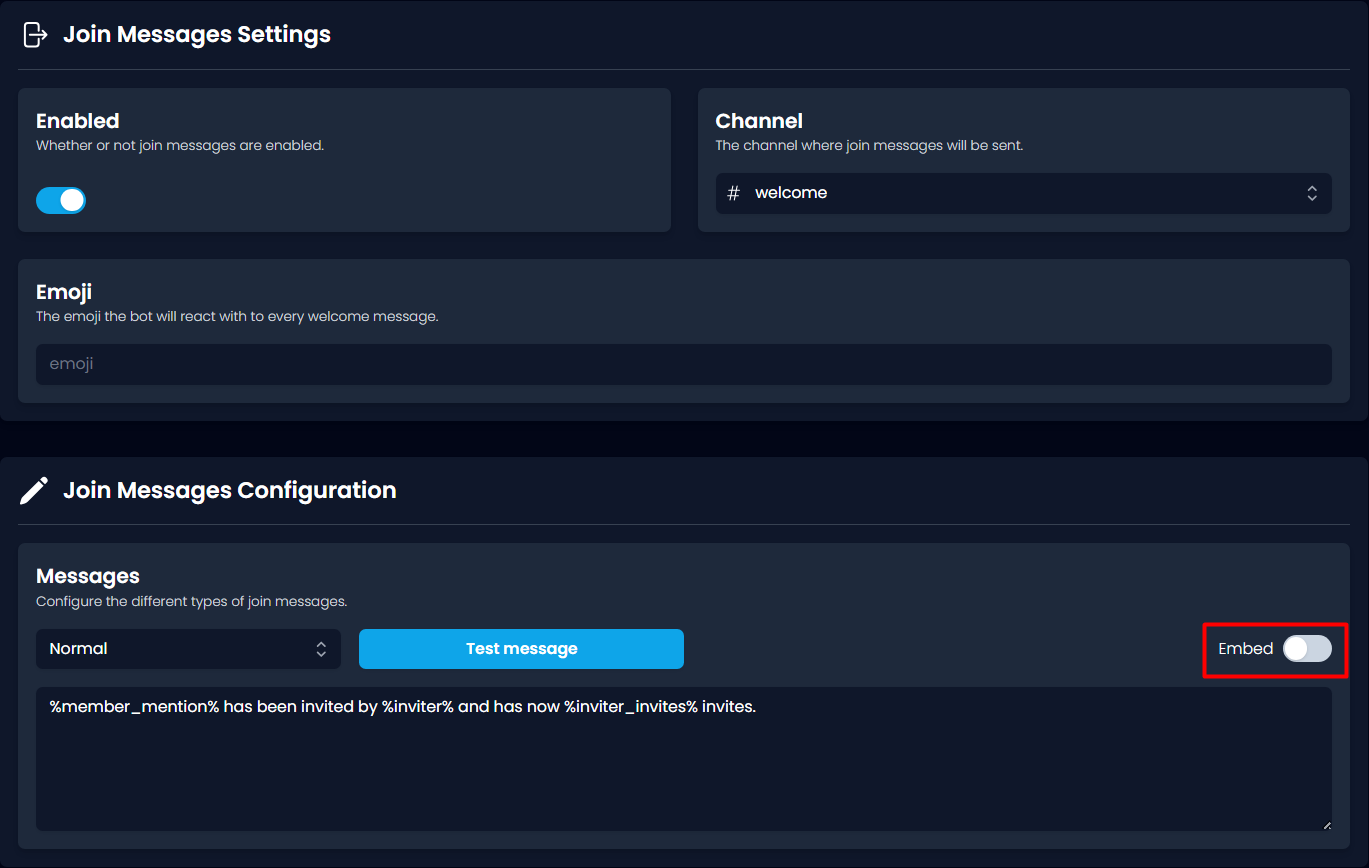 Join Messages Settings
Enabled
Whether or not join messages are enabled.
Channel
The channel where join messages will be sent.
# welcome
Emoji
The emoji the bot will react with to every welcome message.
emoji
Join Messages Configuration
Messages
Configure the different types of join messages.
Normal
Test message
Embed
%member_mention% has been invited by %inviter% and has now %inviter_invites% invites.